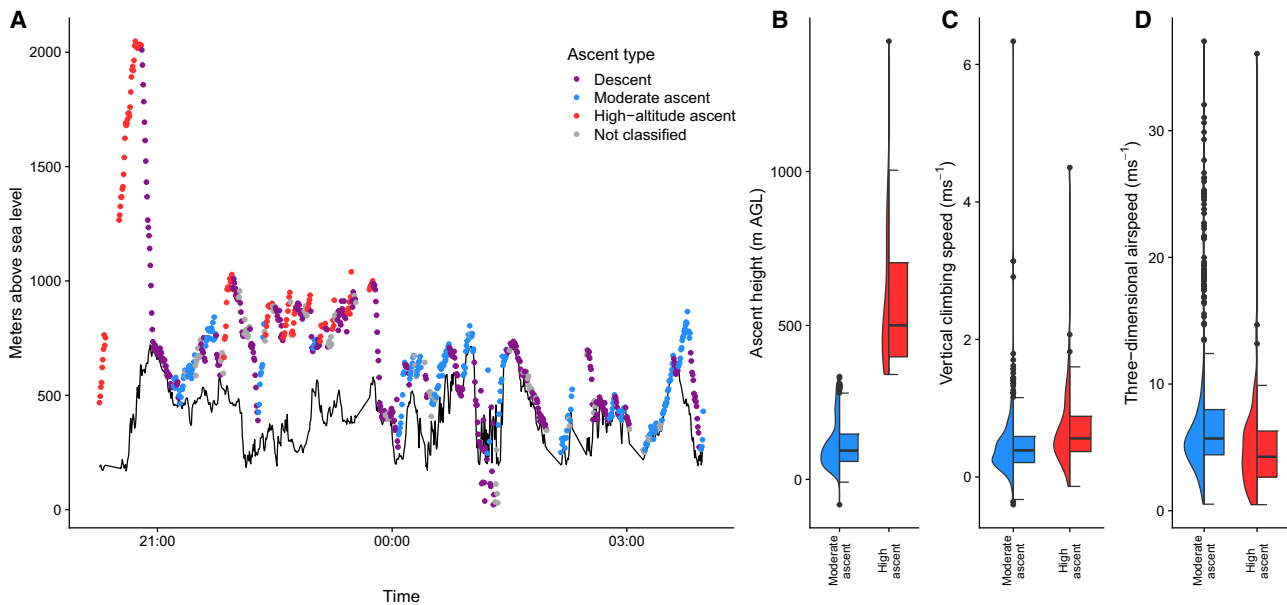 A
Meters above sea level
2000
1500
1000
500
0
21:00
00:00
03:00
Time
Ascent type
Descent
Moderate ascent
High−altitude ascent
Not classified
B
Ascent height (m AGL)
1000
500
0
Moderate
ascent
High
ascent
C
Vertical climbing speed (ms⁻¹)
6
4
2
0
Moderate
ascent
High
ascent
D
Three−dimensional airspeed (ms⁻¹)
30
20
10
0
Moderate
ascent
High
ascent